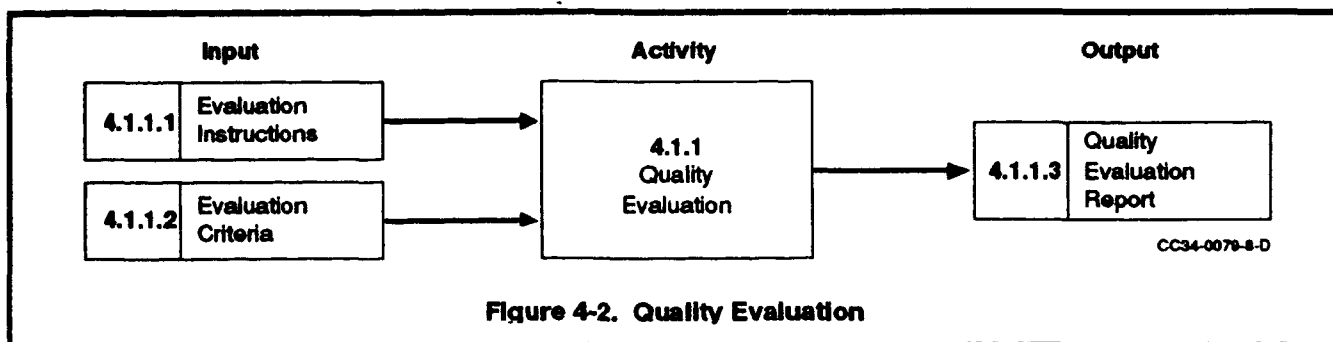 Input
Activity
Output
4.1.1.1
Evaluation
Instructions
4.1.1.2
Evaluation
Criteria
4.1.1
Quality
Evaluation
4.1.1.3
Quality
Evaluation
Report
CC34-0079-8-D
Figure 4-2. Quality Evaluation